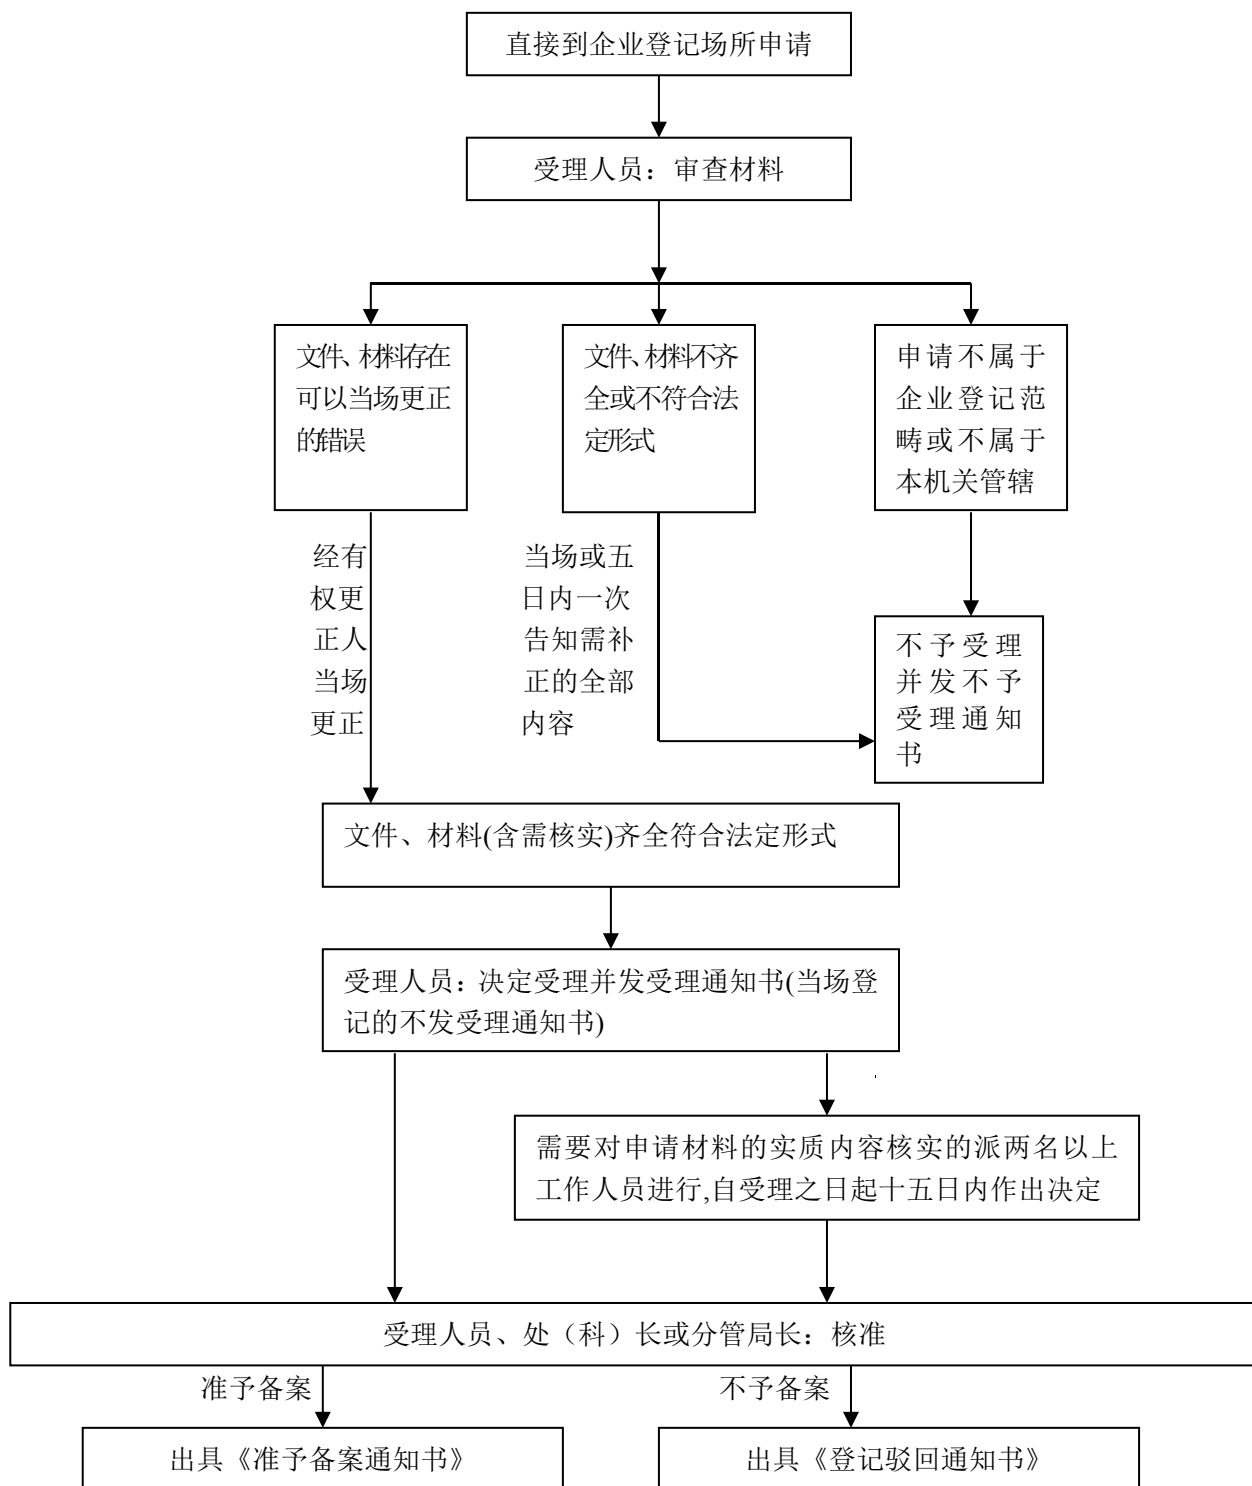 直接到企业登记场所申请
受理人员：审查材料
文件、材料存在
可以当场更正
的错误
文件、材料不齐
全或不符合法
定形式
申请不属于
企业登记范
畴或不属于
本机关管辖
经有
权更
正人
当场
更正
当场或五
日内一次
告知需补
正的全部
内容
不予受理
并发不予
受理通知
书
文件、材料(含需核实)齐全符合法定形式
受理人员：决定受理并发受理通知书(当场登
记的不发受理通知书)
需要对申请材料的实质内容核实的派两名以上
工作人员进行,自受理之日起十五日内作出决定
受理人员、处（科）长或分管局长：核准
准予备案
不予备案
出具《准予备案通知书》
出具《登记驳回通知书》